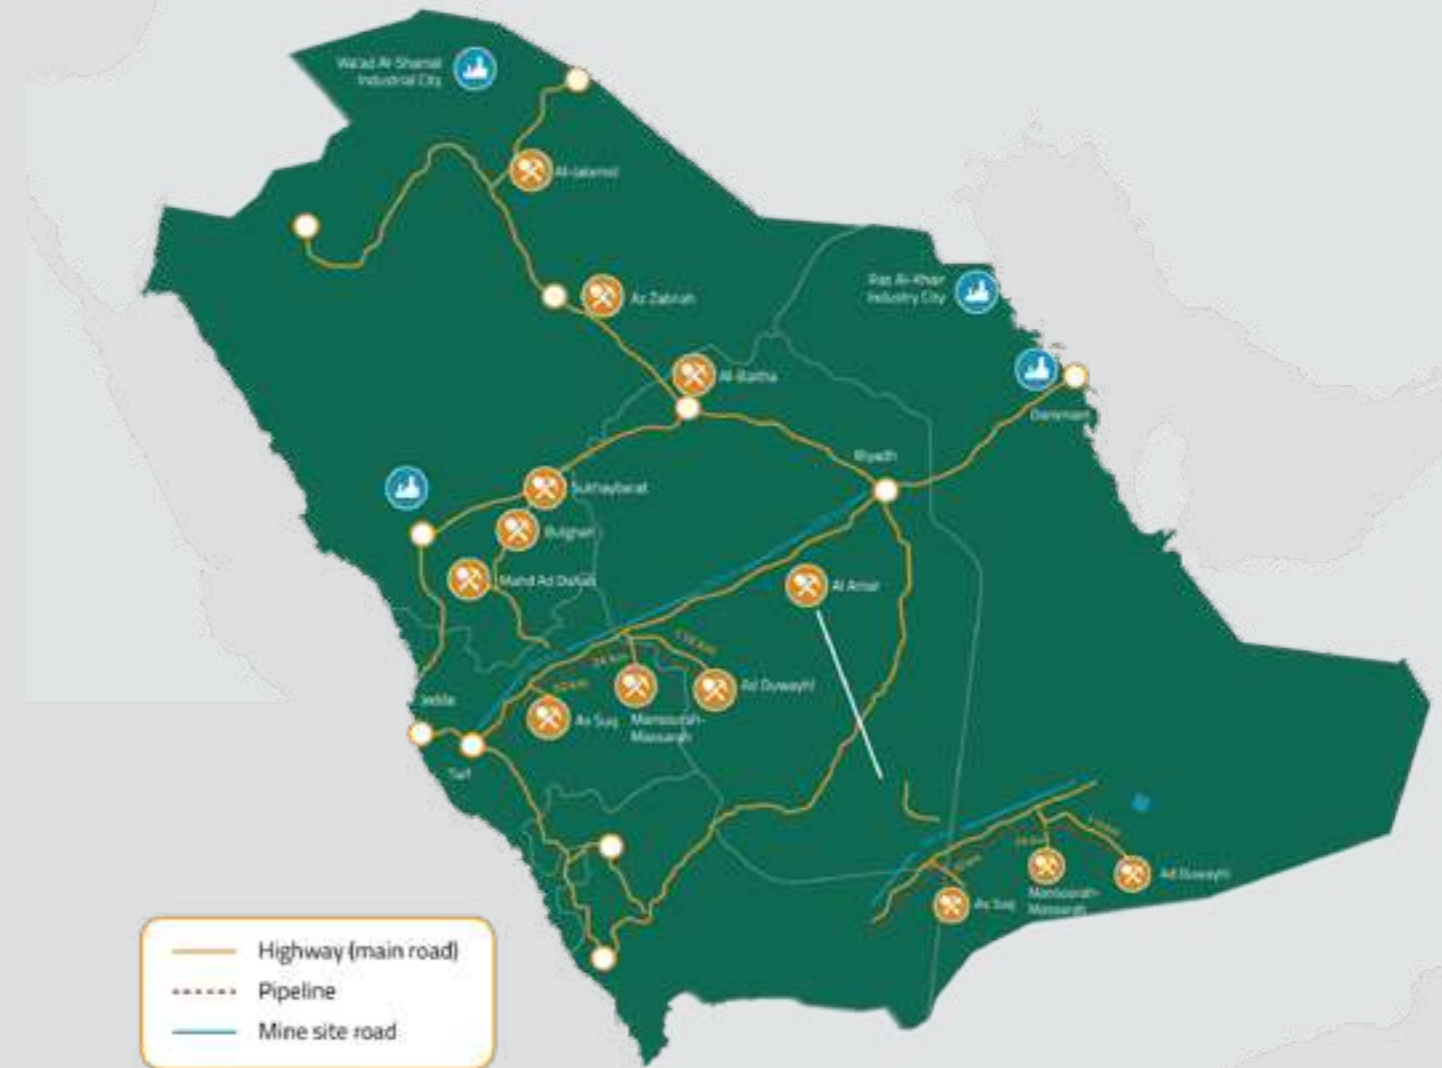 Wa'ad Al-Shamal
Industrial City
Al-Jalamid
Az Zabirah
Ras Al-Khair
Industry City
Al-Baitha
Dammam
Riyadh
Sukhaybarat
Bulghah
Mahd Ad Dahab
Al Amar
110 km
Ad Duwayhi
As Suq
Mansourah-
Massarah
Jedda
Taif
As Suq
Mansourah-
Massarah
Ad Duwayhi
Highway (main road)
Pipeline
Mine site road